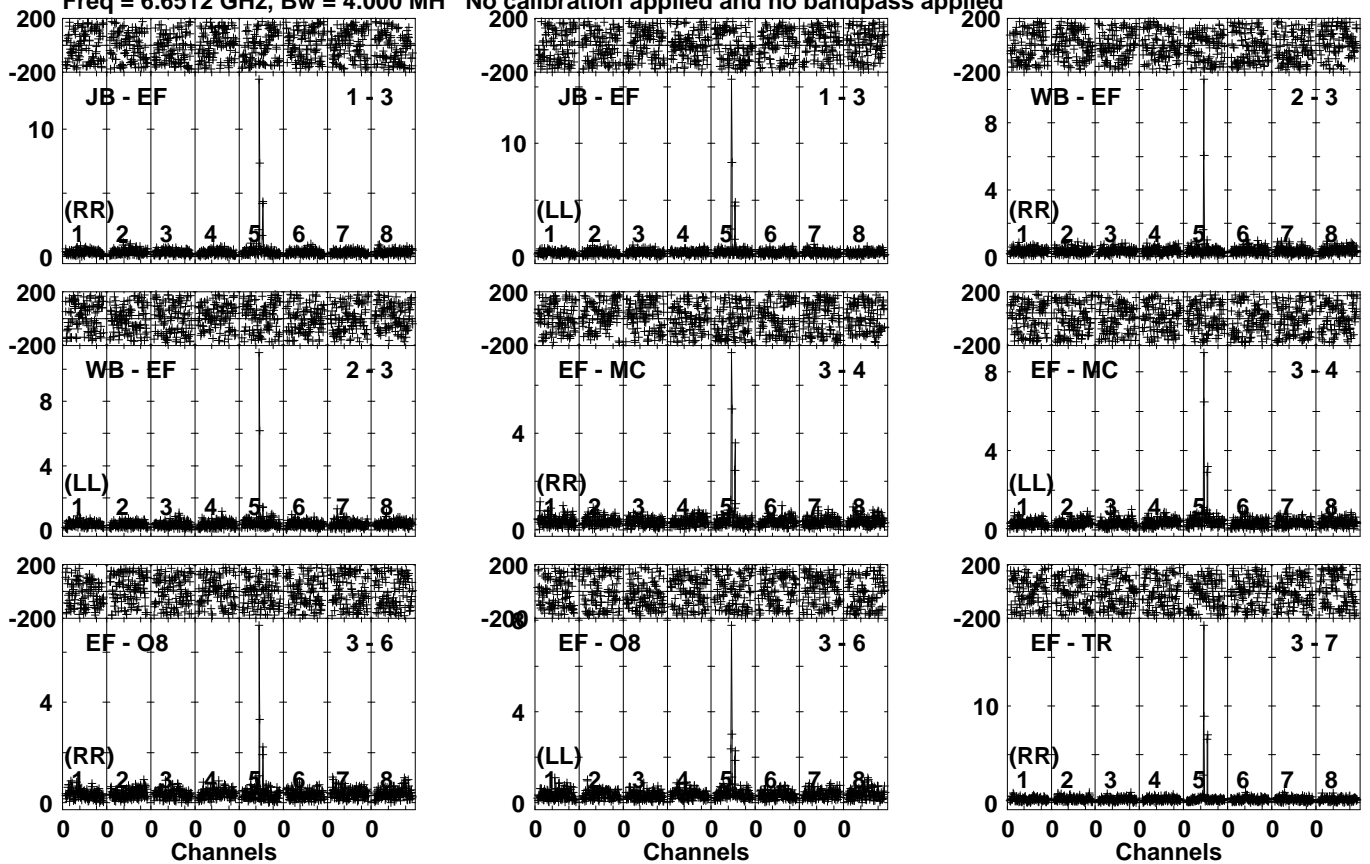 Freq = 6.6512 GHz, Bw = 4.000 MH No calibration applied and no bandpass applied
200 200 200
-200 -200 -200
JB - EF 1 - 3 JB - EF 1 - 3 WB - EF 2 - 3
10 10 8
4
(RR) (LL) (RR)
1 2 3 4 5 6 7 8 1 2 3 4 5 6 7 8 1 2 3 4 5 6 7 8
0 0 0
200 200 200
-200 -200 -200
WB - EF 2 - 3 EF - MC 3 - 4 EF - MC 3 - 4
8 4 8
4 4
(LL) (RR) (LL)
1 2 3 4 5 6 7 8 1 2 3 4 5 6 7 8 1 2 3 4 5 6 7 8
0 0 0
200 200 200
-200 -200 8 -200
EF - O8 3 - 6 EF - O8 3 - 6 EF - TR 3 - 7
4 4 10
(RR) (LL) (RR)
1 2 3 4 5 6 7 8 1 2 3 4 5 6 7 8 1 2 3 4 5 6 7 8
0 0 0
0 0 0 0 0 0 0 0 0 0 0 0 0 0 0 0 0 0 0 0 0 0 0 0
Channels Channels Channels